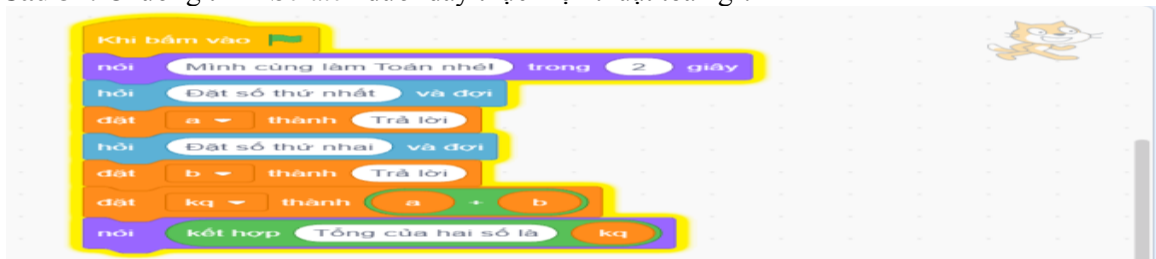 Khi bấm vào
nói Mình cùng làm Toán nhé! trong 2 giây
hỏi Đặt số thứ nhất và đợi
đặt a thành Trả lời
hỏi Đặt số thứ nhai và đợi
đặt b thành Trả lời
đặt kq thành a + b
nói kết hợp Tổng của hai số là kq